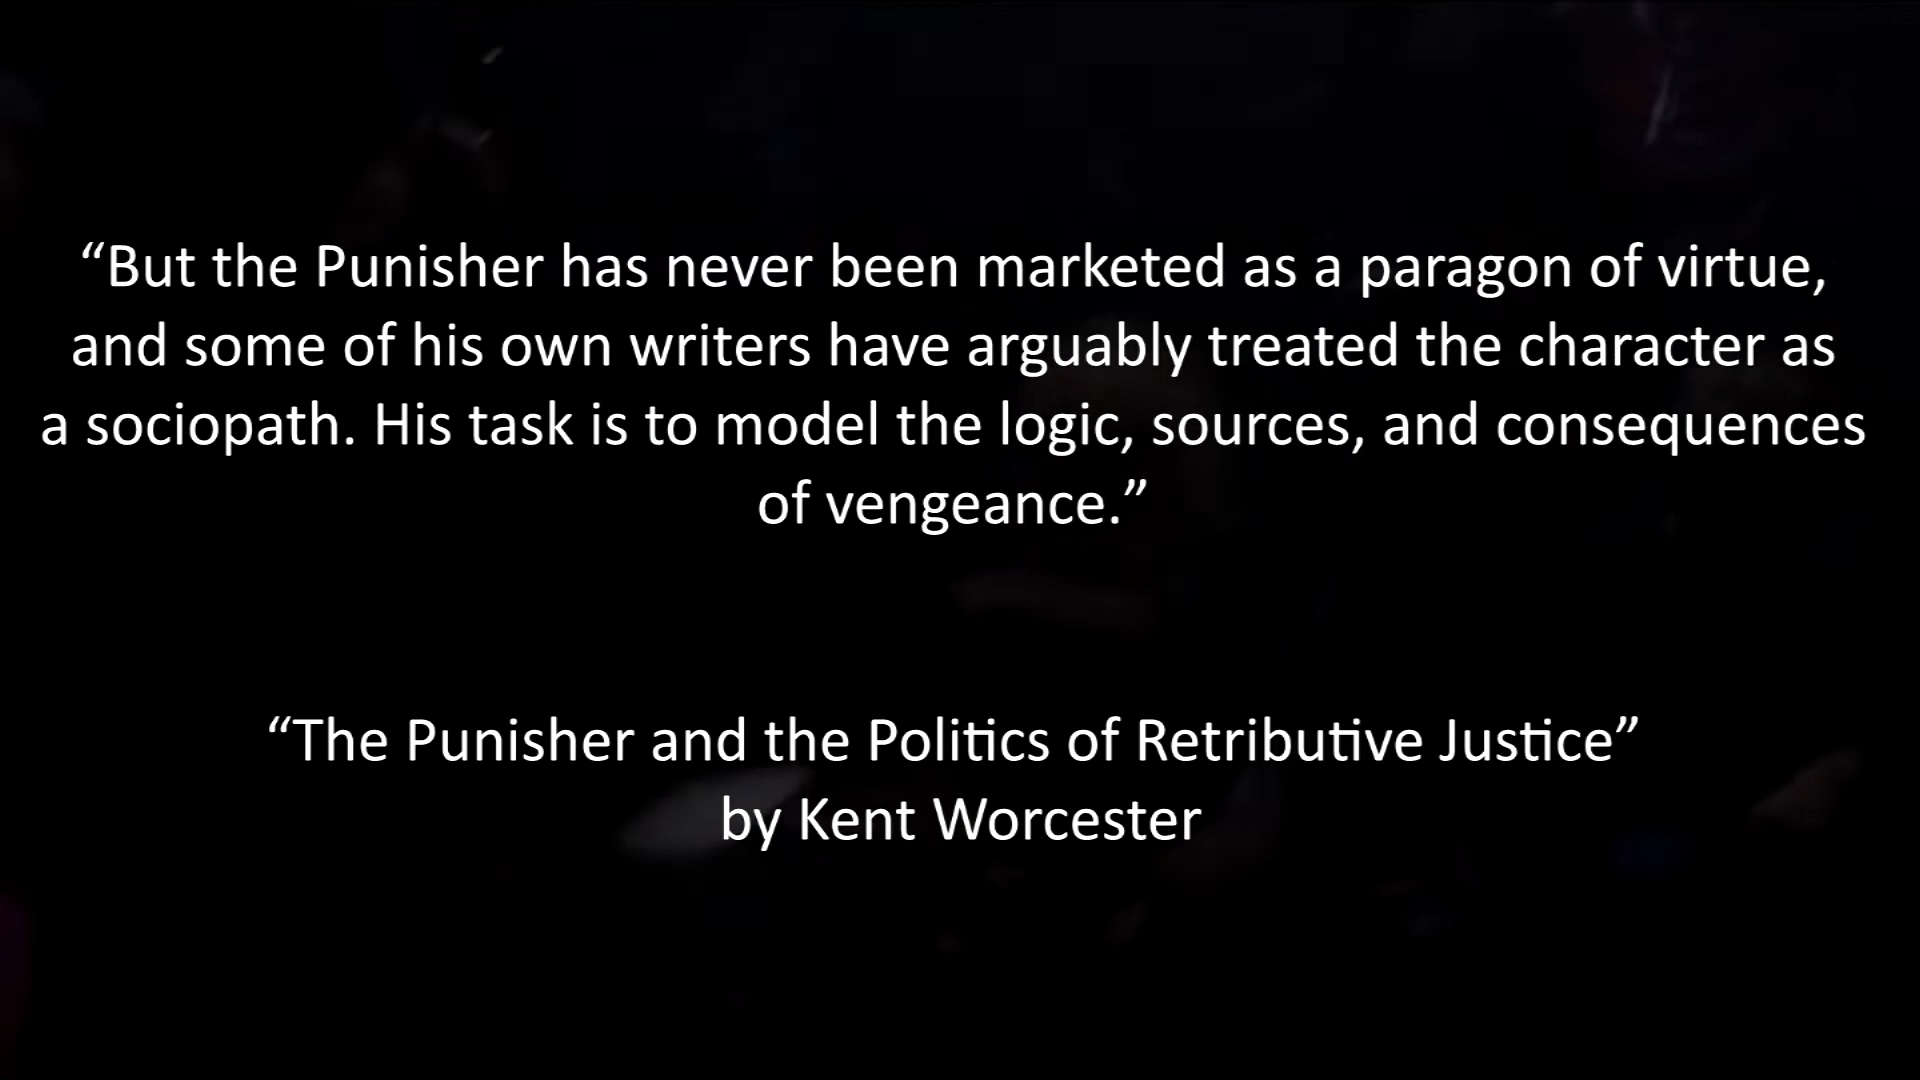 “But the Punisher has never been marketed as a paragon of virtue,
and some of his own writers have arguably treated the character as
a sociopath. His task is to model the logic, sources, and consequences
of vengeance.”
“The Punisher and the Politics of Retributive Justice”
by Kent Worcester